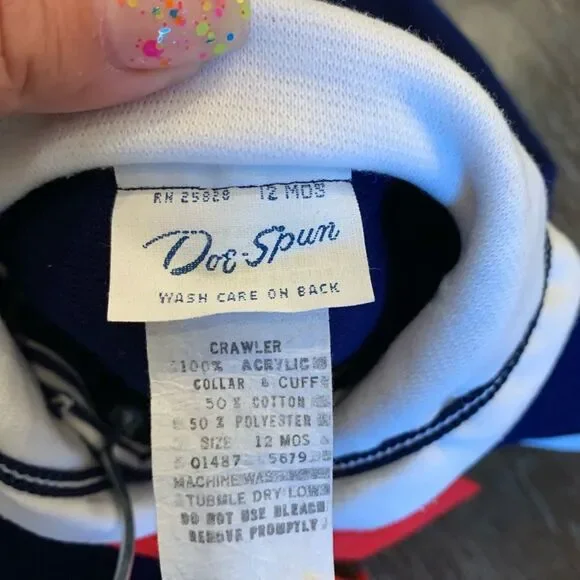 RN 25828 12 MOS
Doe-Spun
WASH CARE ON BACK
CRAWLER
100% ACRYLIC
COLLAR & CUFF
50% COTTON
50% POLYESTER
SIZE 12 MOS
01487 5679
MACHINE WASH
TUMBLE DRY LOW
DO NOT USE BLEACH
REMOVE PROMPTLY